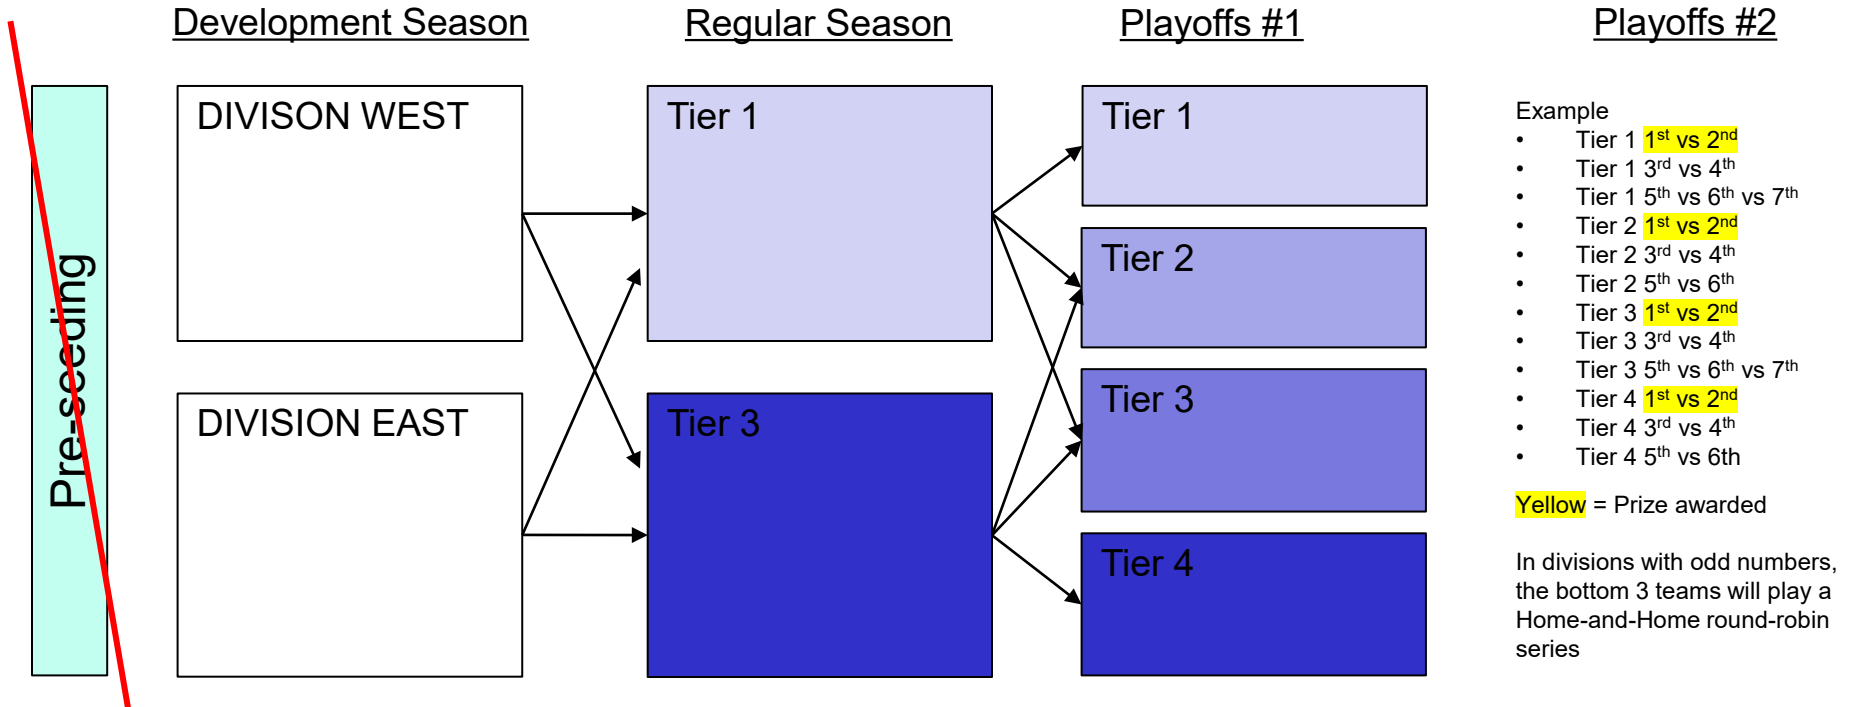 Development Season
Regular Season
Playoffs #1
Playoffs #2
Pre-seeding
DIVISON WEST
DIVISION EAST
Tier 1
Tier 3
Tier 1
Tier 2
Tier 3
Tier 4
Example
• Tier 1 1st vs 2nd
• Tier 1 3rd vs 4th
• Tier 1 5th vs 6th vs 7th
• Tier 2 1st vs 2nd
• Tier 2 3rd vs 4th
• Tier 2 5th vs 6th
• Tier 3 1st vs 2nd
• Tier 3 3rd vs 4th
• Tier 3 5th vs 6th vs 7th
• Tier 4 1st vs 2nd
• Tier 4 3rd vs 4th
• Tier 4 5th vs 6th
Yellow = Prize awarded
In divisions with odd numbers,
the bottom 3 teams will play a
Home-and-Home round-robin
series